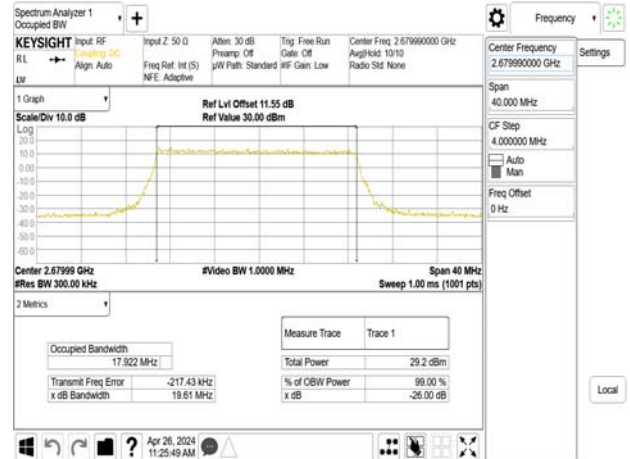 Spectrum Analyzer 1
Occupied BW
+
Frequency
KEYSIGHT
RL
Input: RF
Coupling: DC
Align: Auto
Input Z: 50 Ω
Freq Ref: Int (S)
NFE: Adaptive
Atten: 30 dB
Preamp: Off
µW Path: Standard
Trig: Free Run
Gate: Off
#IF Gain: Low
Center Freq: 2.679990000 GHz
Avg|Hold: 10/10
Radio Std: None
Center Frequency
2.679990000 GHz
Settings
Span
40.000 MHz
CF Step
4.000000 MHz
Auto
Man
Freq Offset
0 Hz
Local
1 Graph
Scale/Div 10.0 dB
Ref Lvl Offset 11.55 dB
Ref Value 30.00 dBm
Log
20.0
10.0
0.00
-10.0
-20.0
-30.0
-40.0
-50.0
-60.0
Center 2.67999 GHz
#Res BW 300.00 kHz
#Video BW 1.0000 MHz
Span 40 MHz
Sweep 1.00 ms (1001 pts)
2 Metrics
Occupied Bandwidth
17.922 MHz
Transmit Freq Error -217.43 kHz
x dB Bandwidth 19.61 MHz
Measure Trace Trace 1
Total Power 29.2 dBm
% of OBW Power 99.00 %
x dB -26.00 dB
?
Apr 26, 2024
11:25:49 AM